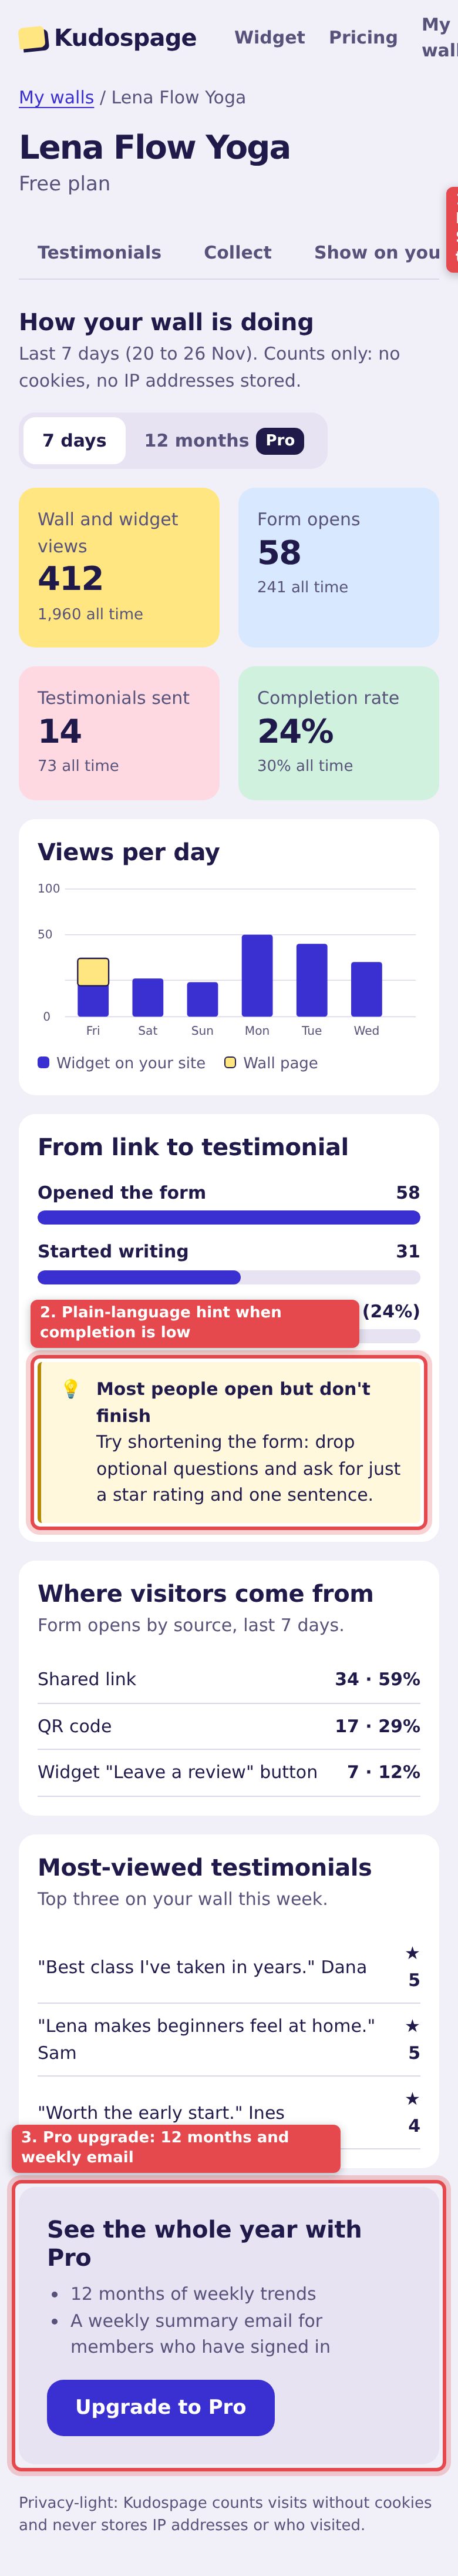 Kudospage
Widget
Pricing
My
My walls / Lena Flow Yoga
Lena Flow Yoga
Free plan
Testimonials
Collect
Show on you
How your wall is doing
Last 7 days (20 to 26 Nov). Counts only: no
cookies, no IP addresses stored.
7 days
12 months Pro
Wall and widget
views
412
1,960 all time
Form opens
58
241 all time
Testimonials sent
14
73 all time
Completion rate
24%
30% all time
Views per day
100
50
0
Fri Sat Sun Mon Tue Wed
Widget on your site
Wall page
From link to testimonial
Opened the form 58
Started writing 31
2. Plain-language hint when
completion is low
(24%)
💡 Most people open but don't
finish
Try shortening the form: drop
optional questions and ask for just
a star rating and one sentence.
Where visitors come from
Form opens by source, last 7 days.
Shared link 34 · 59%
QR code 17 · 29%
Widget "Leave a review" button 7 · 12%
Most-viewed testimonials
Top three on your wall this week.
"Best class I've taken in years." Dana
★
5
"Lena makes beginners feel at home."
Sam
★
5
"Worth the early start." Ines
★
4
3. Pro upgrade: 12 months and
weekly email
See the whole year with
Pro
• 12 months of weekly trends
• A weekly summary email for
members who have signed in
Upgrade to Pro
Privacy-light: Kudospage counts visits without cookies
and never stores IP addresses or who visited.